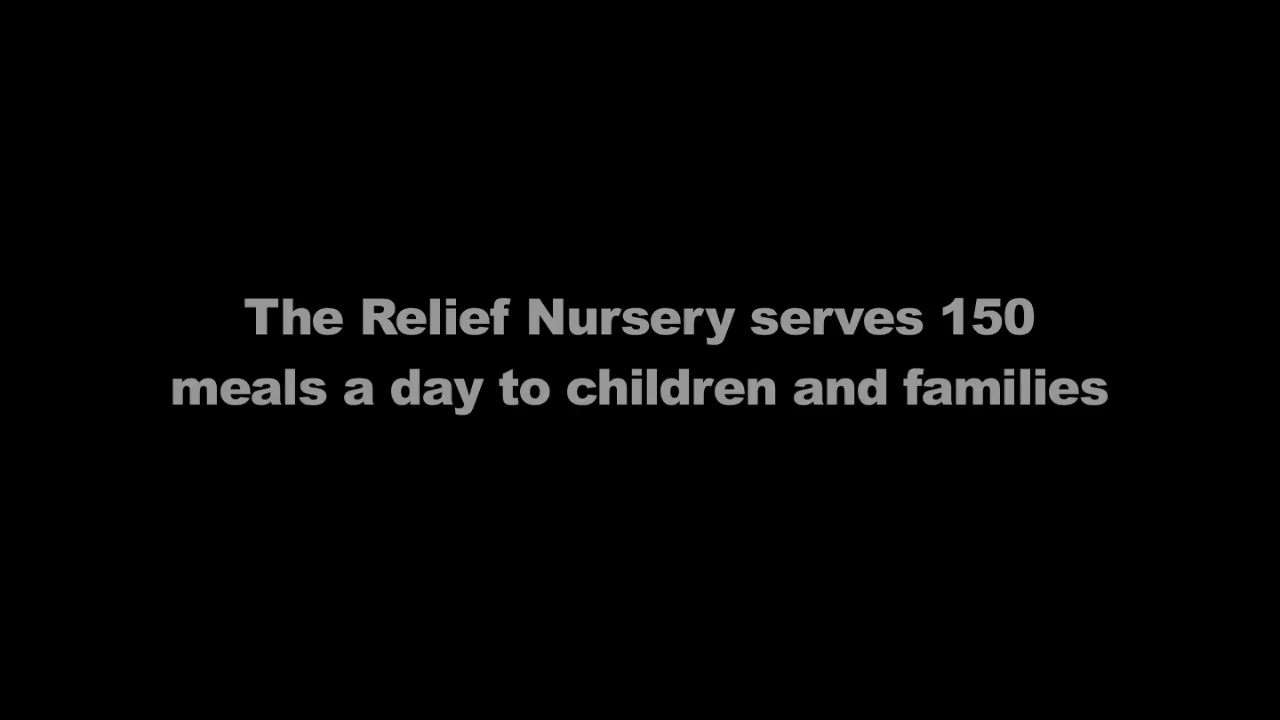 The Relief Nursery serves 150
meals a day to children and families